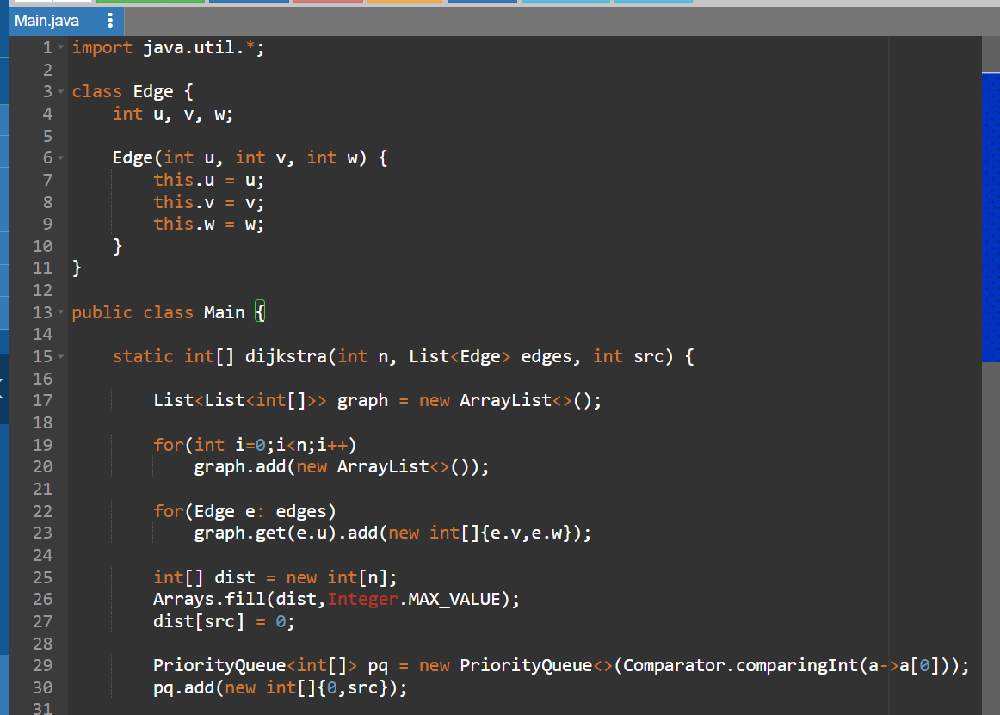 Main.java
1 import java.util.*;
2
3 class Edge {
4     int u, v, w;
5
6     Edge(int u, int v, int w) {
7         this.u = u;
8         this.v = v;
9         this.w = w;
10     }
11 }
12
13 public class Main {
14
15     static int[] dijkstra(int n, List<Edge> edges, int src) {
16
17         List<List<int[]>> graph = new ArrayList<>();
18
19         for(int i=0;i<n;i++)
20             graph.add(new ArrayList<>());
21
22         for(Edge e: edges)
23             graph.get(e.u).add(new int[]{e.v,e.w});
24
25         int[] dist = new int[n];
26         Arrays.fill(dist,Integer.MAX_VALUE);
27         dist[src] = 0;
28
29         PriorityQueue<int[]> pq = new PriorityQueue<>(Comparator.comparingInt(a->a[0]));
30         pq.add(new int[]{0,src});
31